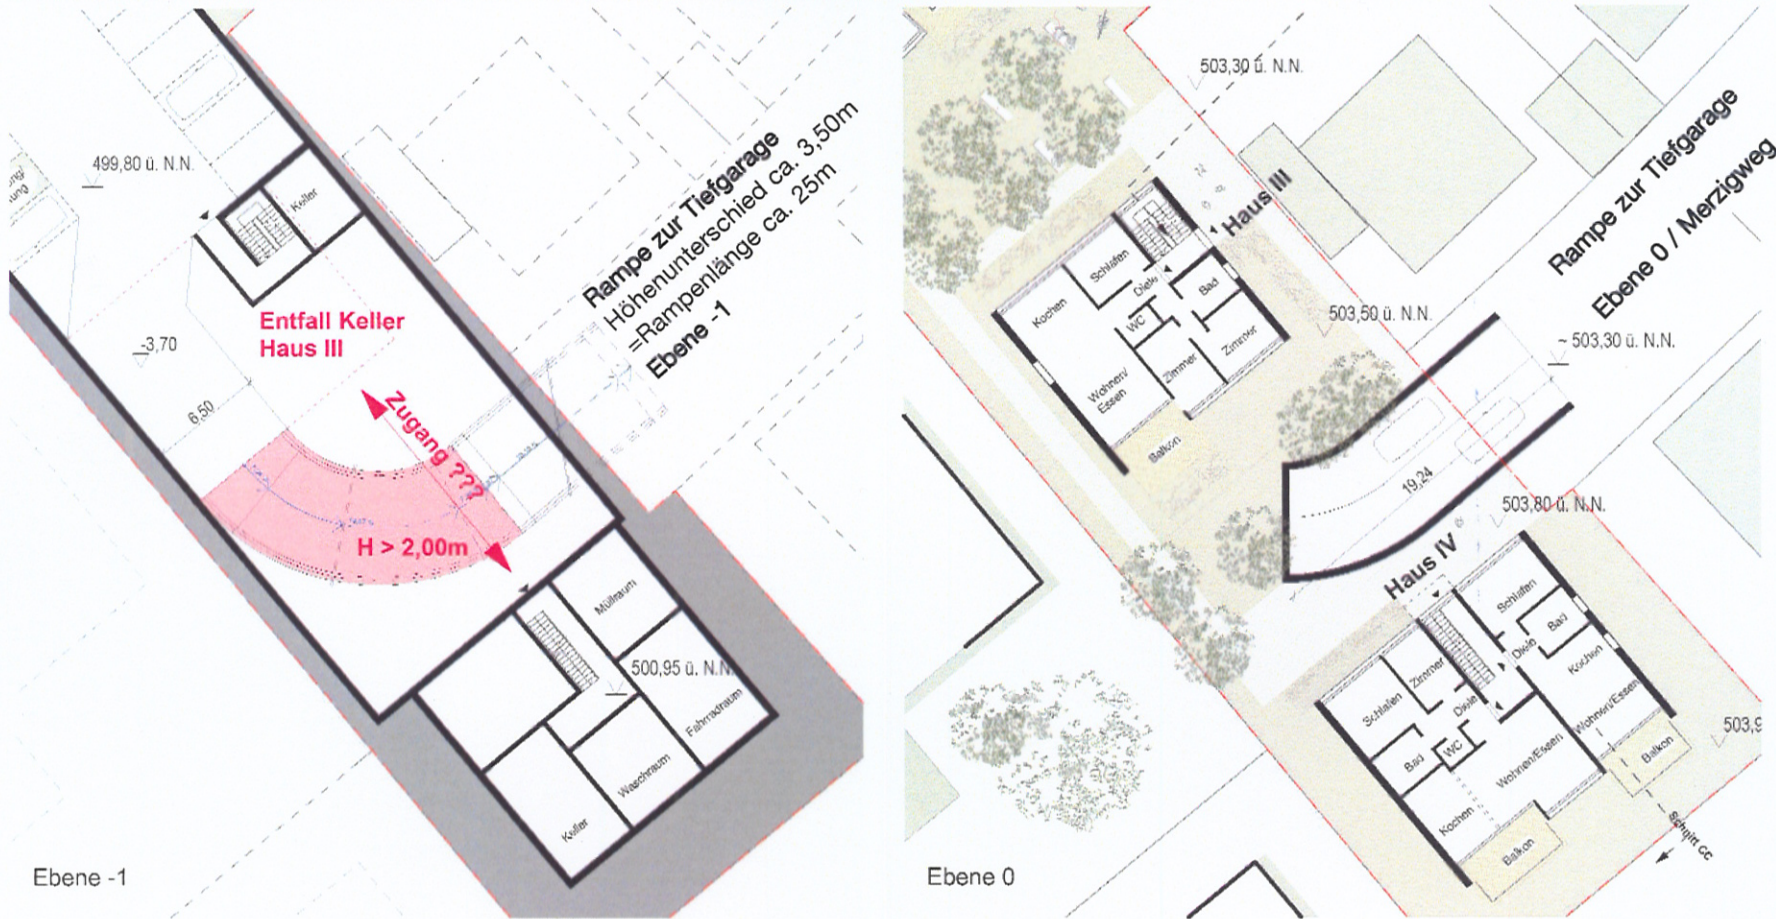 499,80 ü. N.N.
Keller
Entfall Keller
Haus III
-3,70
6,50
Zugang ???
H > 2,00m
Rampe zur Tiefgarage
Höhenunterschied ca. 3,50m
=Rampenlänge ca. 25m
Ebene -1
Müllraum
500,95 ü. N.N.
Fahrradraum
Waschraum
Keller
Ebene -1
503,30 ü. N.N.
Haus III
Schlafen
Diele
Bad
Kochen
WC
Zimmer
Zimmer
Wohnen/
Essen
Balkon
503,50 ü. N.N.
Rampe zur Tiefgarage
Ebene 0 / Merzigweg
~ 503,30 ü. N.N.
19,24
503,80 ü. N.N.
Haus IV
Schlafen
Bad
Diele
Kochen
Zimmer
Schlafen
Diele
Wohnen/Essen
WC
Bad
Wohnen/Essen
Kochen
Balkon
Balkon
503,9
Schnitt CC
Ebene 0